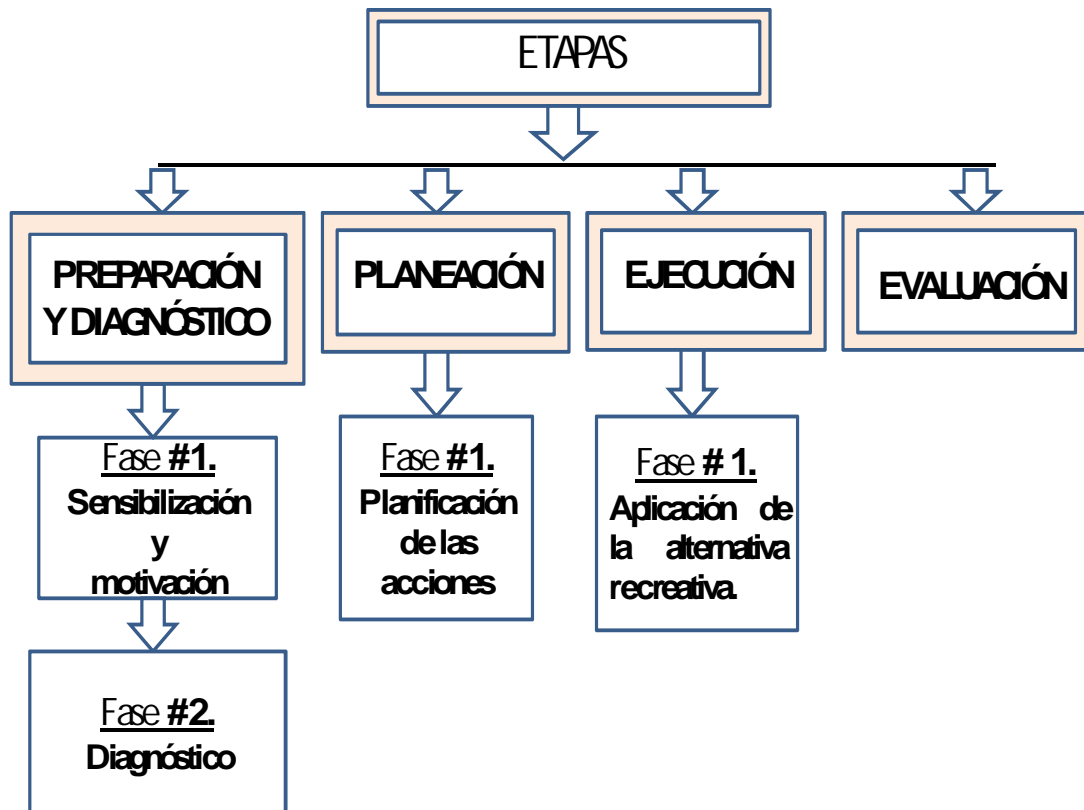 ETAPAS
PREPARACIÓN
Y DIAGNÓSTICO
PLANEACIÓN
EJECUCIÓN
EVALUACIÓN
Fase #1.
Sensibilización
y
motivación
Fase #1.
Planificación
de las
acciones
Fase # 1.
Aplicación de
la alternativa
recreativa.
Fase #2.
Diagnóstico